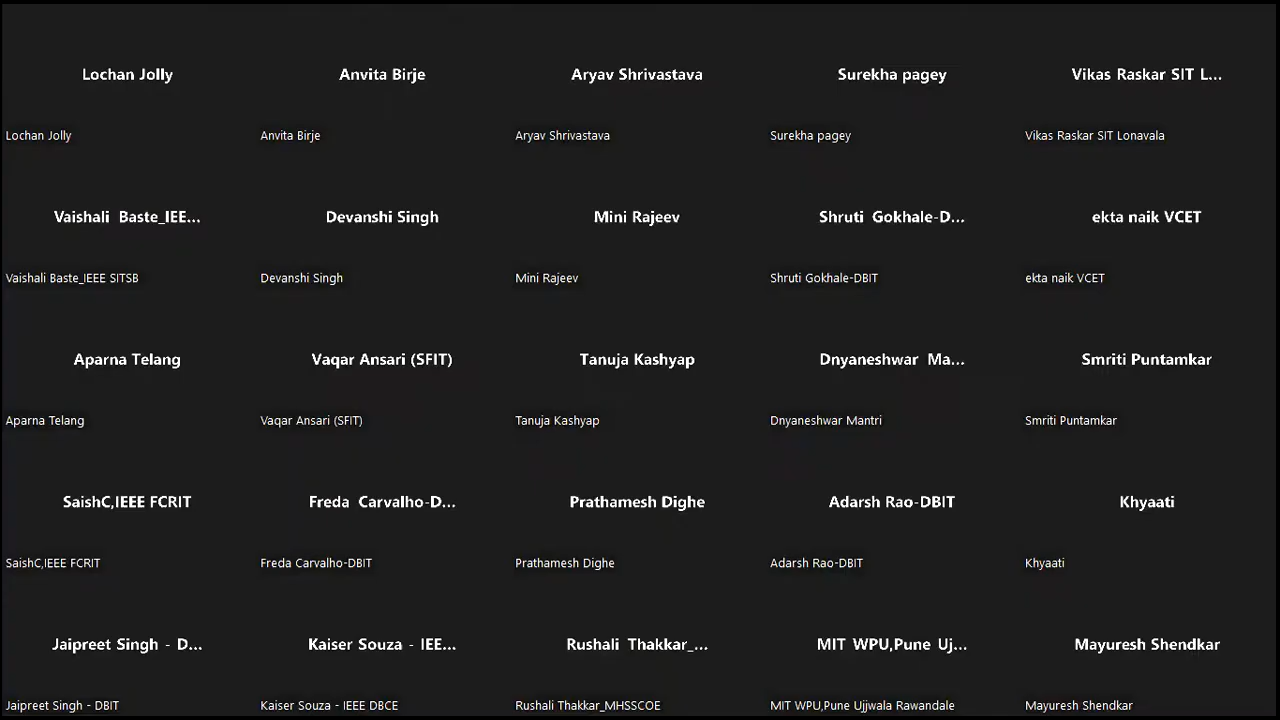 Lochan Jolly
Anvita Birje
Aryav Shrivastava
Surekha pagey
Vikas Raskar SIT L...
Lochan Jolly
Anvita Birje
Aryav Shrivastava
Surekha pagey
Vikas Raskar SIT Lonavala
Vaishali Baste_IEE...
Devanshi Singh
Mini Rajeev
Shruti Gokhale-D...
ekta naik VCET
Vaishali Baste_IEEE SITSB
Devanshi Singh
Mini Rajeev
Shruti Gokhale-DBIT
ekta naik VCET
Aparna Telang
Vaqar Ansari (SFIT)
Tanuja Kashyap
Dnyaneshwar Ma...
Smriti Puntamkar
Aparna Telang
Vaqar Ansari (SFIT)
Tanuja Kashyap
Dnyaneshwar Mantri
Smriti Puntamkar
SaishC,IEEE FCRIT
Freda Carvalho-D...
Prathamesh Dighe
Adarsh Rao-DBIT
Khyaati
SaishC,IEEE FCRIT
Freda Carvalho-DBIT
Prathamesh Dighe
Adarsh Rao-DBIT
Khyaati
Jaipreet Singh - D...
Kaiser Souza - IEE...
Rushali Thakkar_...
MIT WPU,Pune Uj...
Mayuresh Shendkar
Jaipreet Singh - DBIT
Kaiser Souza - IEEE DBCE
Rushali Thakkar_MHSSCOE
MIT WPU,Pune Ujjwala Rawandale
Mayuresh Shendkar